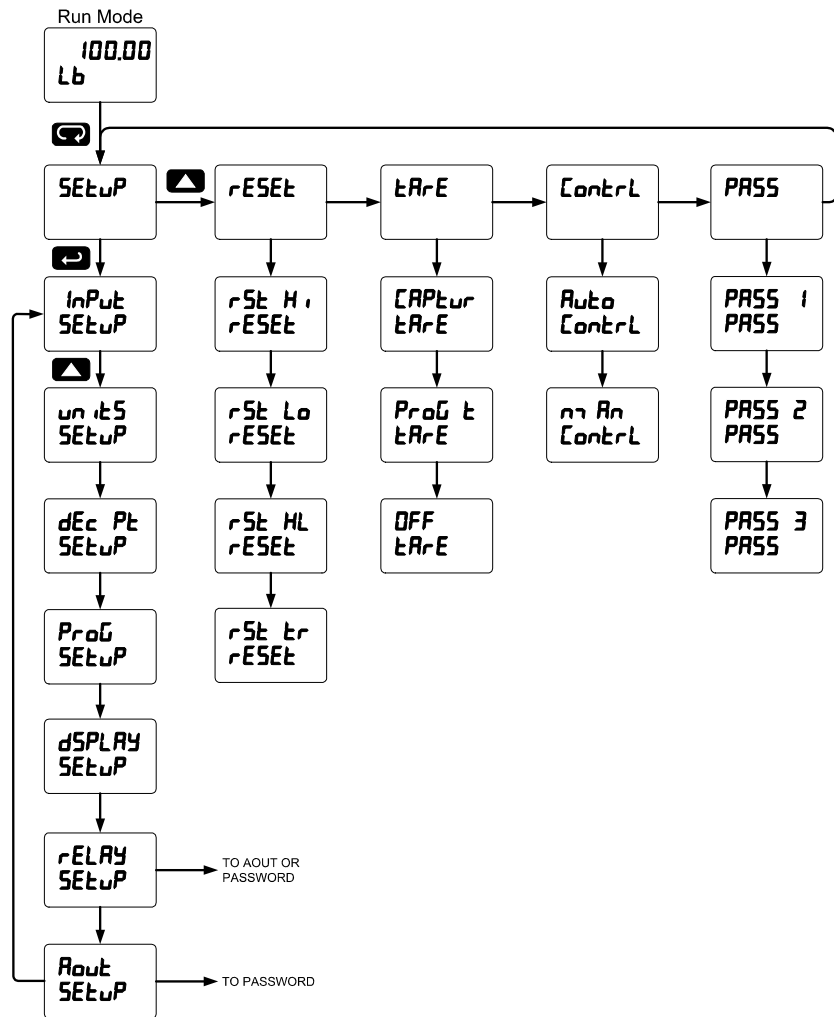 Run Mode
100.00
Lb
SEtuP
rESEt
tArE
ContrL
PASS
InPut
SEtuP
rSt Hi
rESEt
CAPtur
tArE
Auto
ContrL
PASS 1
PASS
unitS
SEtuP
rSt Lo
rESEt
ProG t
tArE
mAn
ContrL
PASS 2
PASS
dEc Pt
SEtuP
rSt HL
rESEt
OFF
tArE
PASS 3
PASS
ProG
SEtuP
rSt tr
rESEt
dSPLAY
SEtuP
rELAY
SEtuP
TO AOUT OR
PASSWORD
Aout
SEtuP
TO PASSWORD